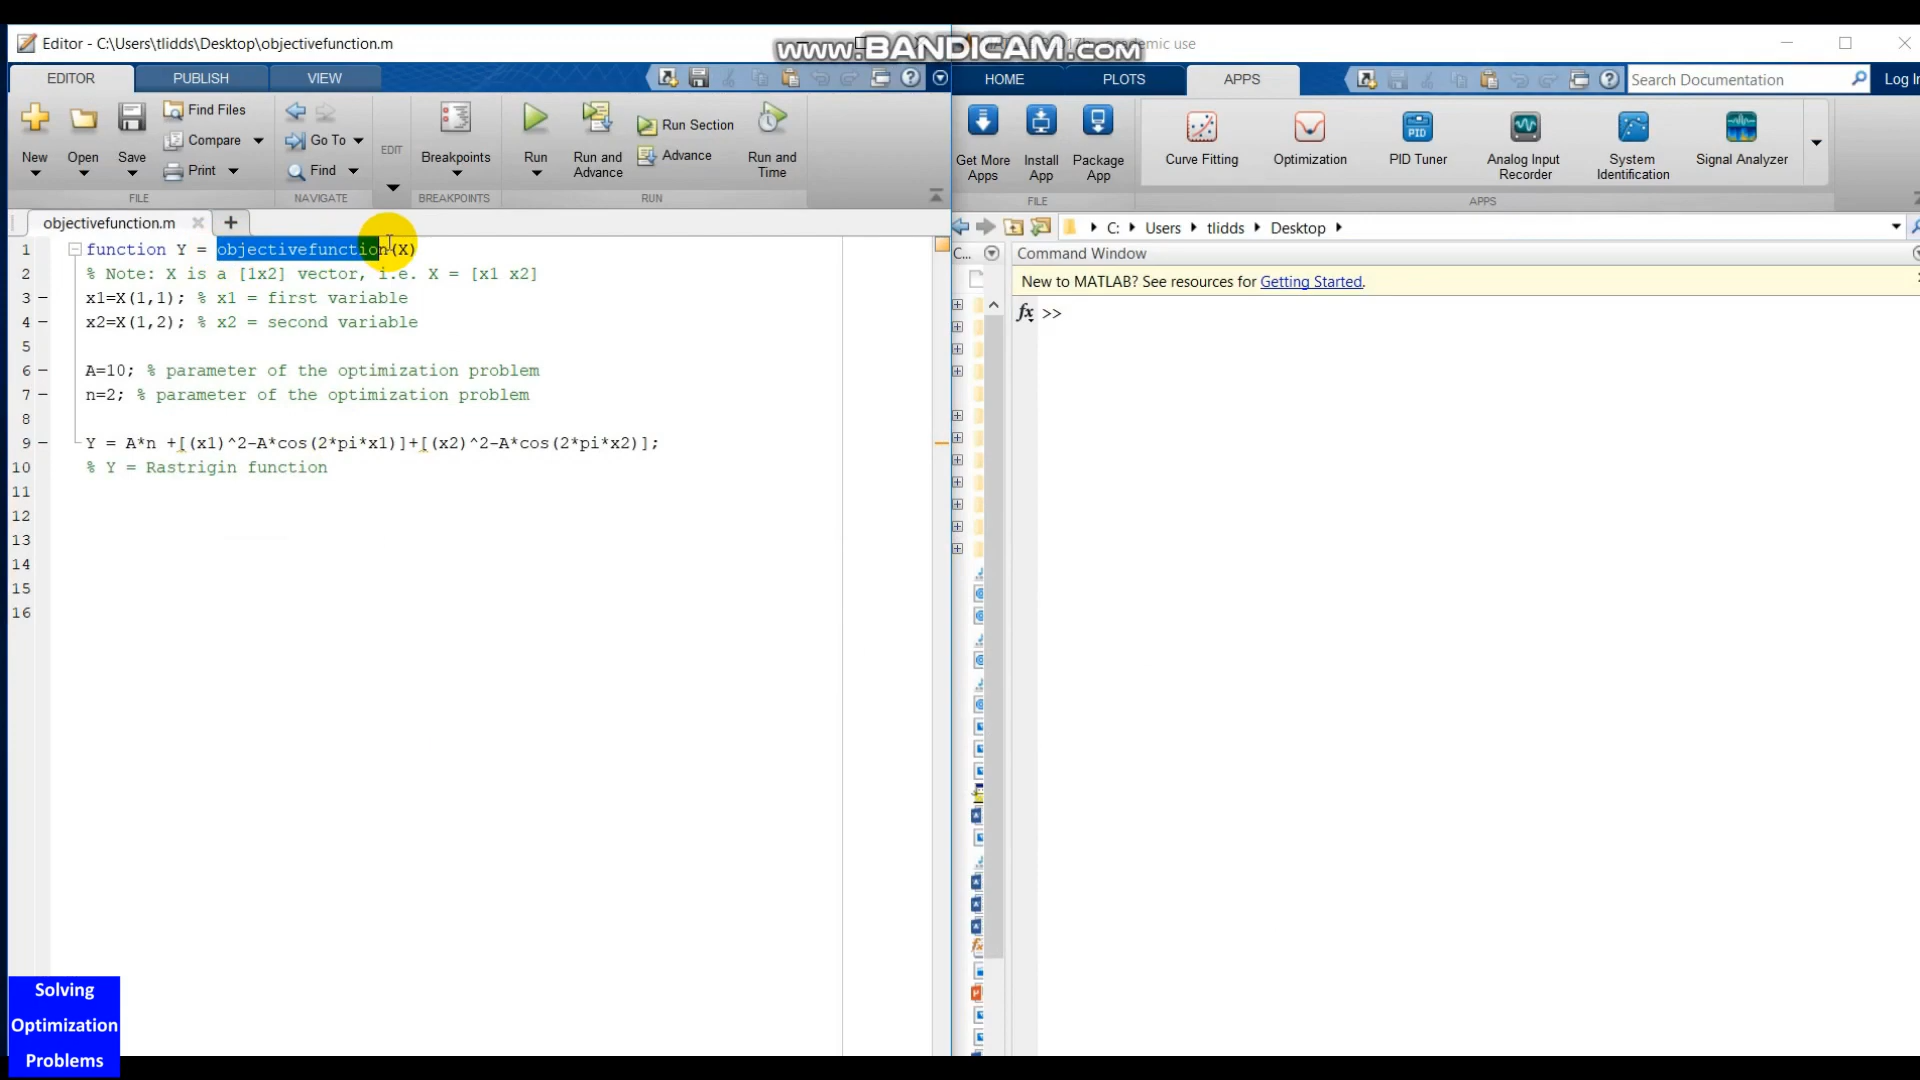 Editor - C:\Users\tlidds\Desktop\objectivefunction.m
www.BANDICAM.com
academic use
EDITOR
PUBLISH
VIEW
HOME
PLOTS
APPS
Search Documentation
Log In
New
Open
Save
Find Files
Compare
Print
Go To
Find
EDIT
Breakpoints
Run
Run and
Advance
Run Section
Advance
Run and
Time
FILE
NAVIGATE
BREAKPOINTS
RUN
Get More
Apps
Install
App
Package
App
Curve Fitting
Optimization
PID
PID Tuner
Analog Input
Recorder
System
Identification
Signal Analyzer
FILE
APPS
objectivefunction.m
C:
Users
tlidds
Desktop
C...
Command Window
New to MATLAB? See resources for Getting Started.
fx >>
1 function Y = objectivefunction(X)
2 % Note: X is a [1x2] vector, i.e. X = [x1 x2]
3 x1=X(1,1); % x1 = first variable
4 x2=X(1,2); % x2 = second variable
5
6 A=10; % parameter of the optimization problem
7 n=2; % parameter of the optimization problem
8
9 Y = A*n +[(x1)^2-A*cos(2*pi*x1)]+[(x2)^2-A*cos(2*pi*x2)];
10 % Y = Rastrigin function
11
12
13
14
15
16
Solving
Optimization
Problems